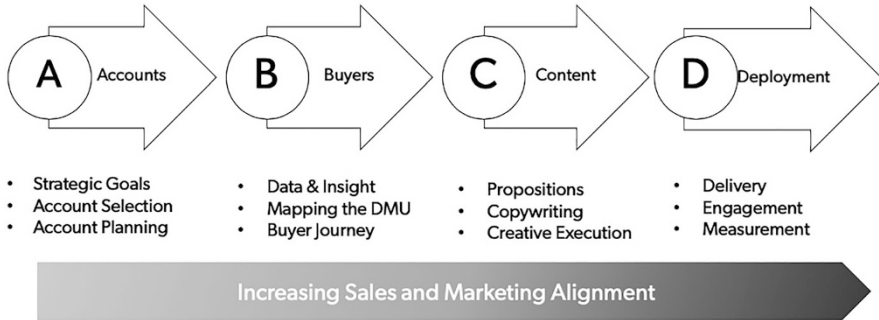 A Accounts
B Buyers
C Content
D Deployment
• Strategic Goals
• Account Selection
• Account Planning
• Data & Insight
• Mapping the DMU
• Buyer Journey
• Propositions
• Copywriting
• Creative Execution
• Delivery
• Engagement
• Measurement
Increasing Sales and Marketing Alignment